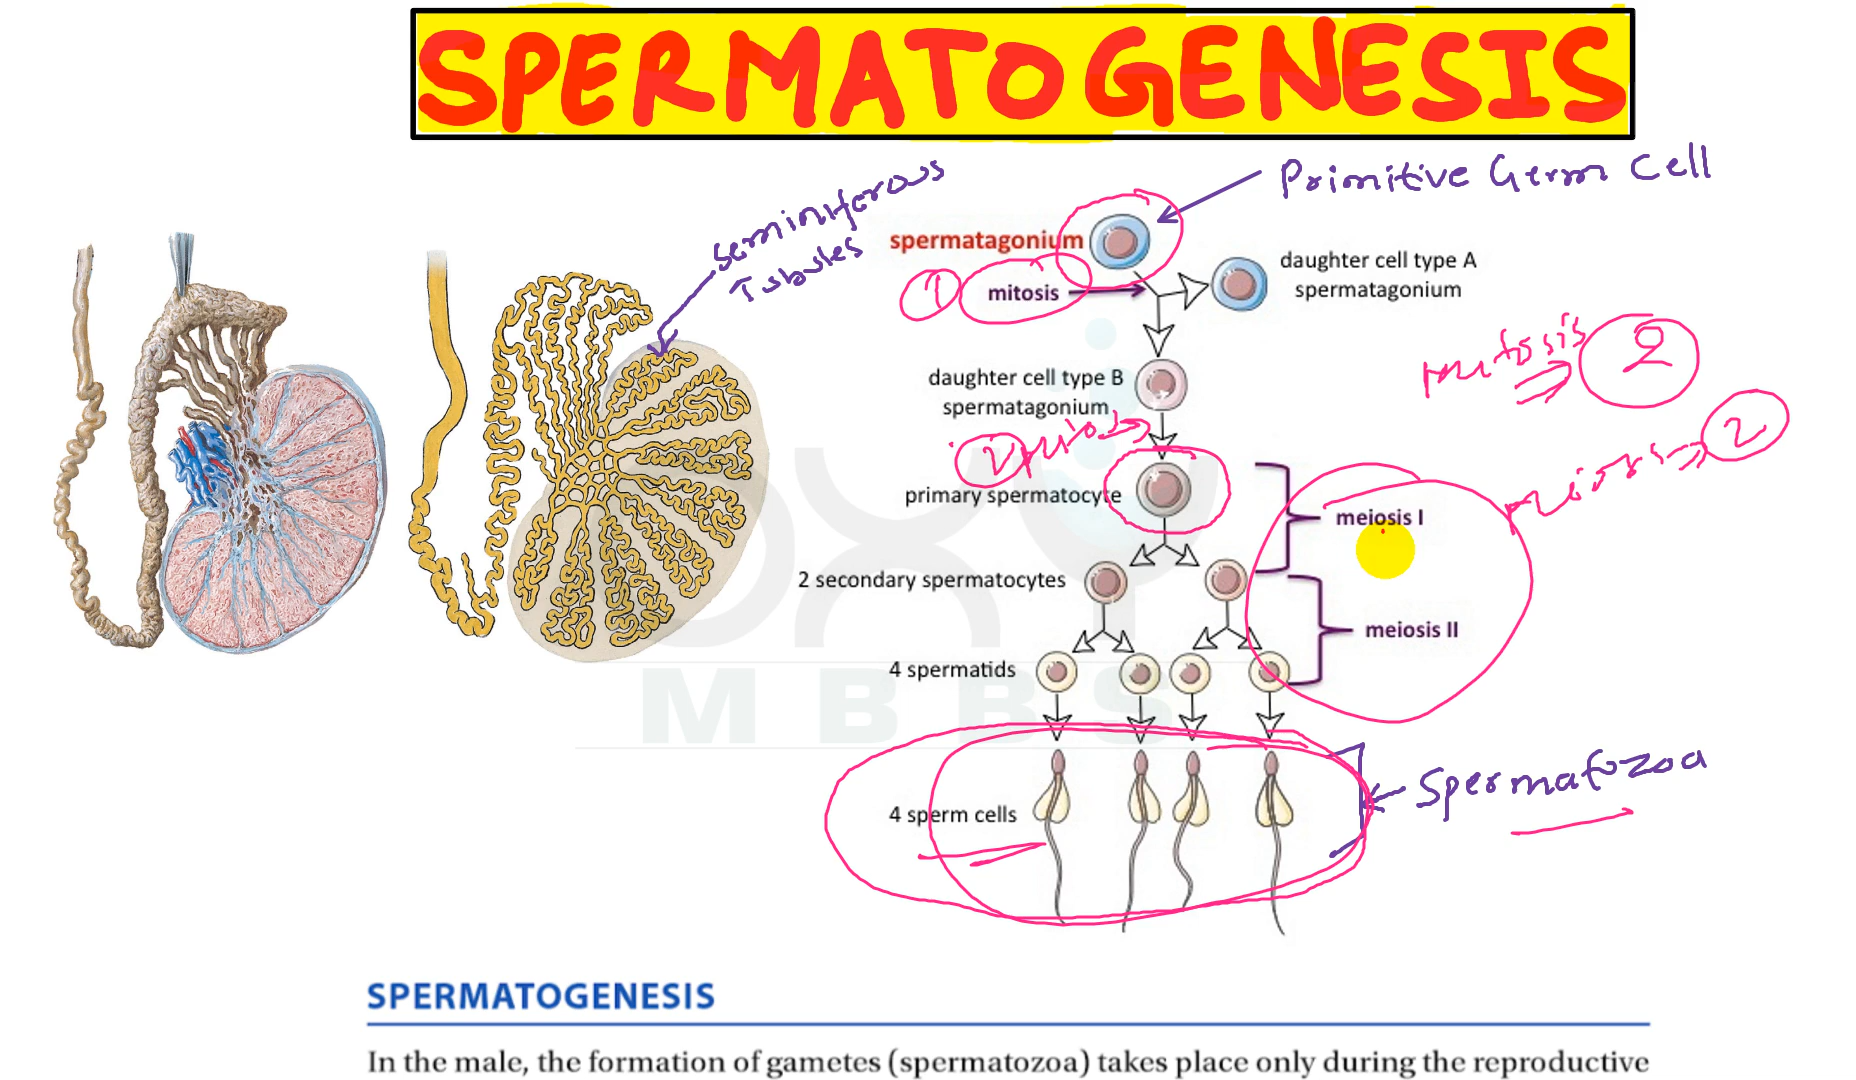 SPERMATOGENESIS
seminiferous
Tubules
Primitive Germ Cell
spermatagonium
daughter cell type A
spermatagonium
1
mitosis
mitosis
2
daughter cell type B
spermatagonium
meiosis
2
2
primary spermatocyte
meiosis I
2 secondary spermatocytes
meiosis II
4 spermatids
MBBS
4 sperm cells
Spermatozoa
SPERMATOGENESIS
In the male, the formation of gametes (spermatozoa) takes place only during the reproductive